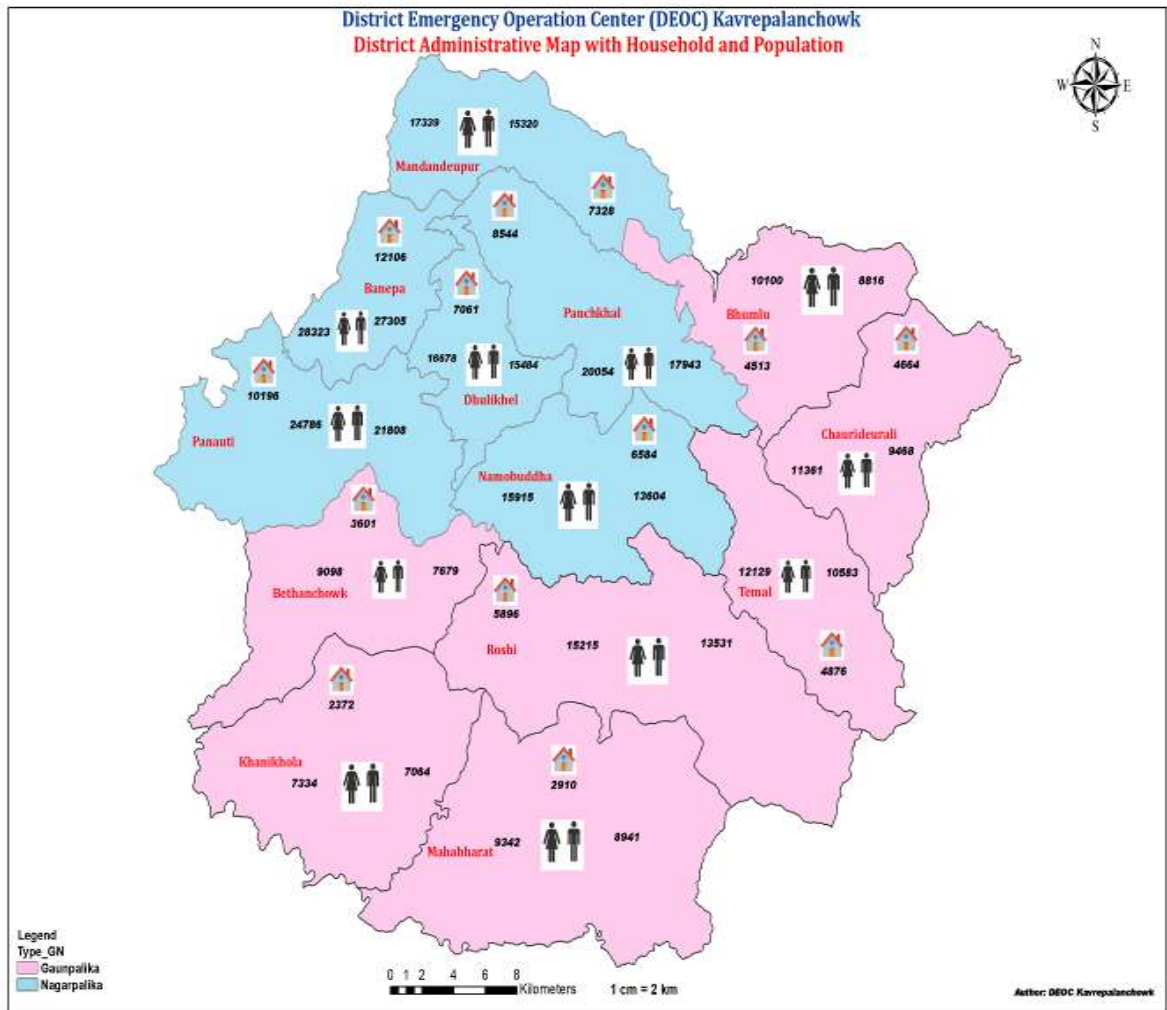 District Emergency Operation Center (DEOC) Kavrepalanchowk
District Administrative Map with Household and Population
N
W E
S
17339 15320
Mandandeupur
7328
8544
12106
Banepa
7061
28323 27305
Panchkhal
10100 8816
Bhumlu
4513
4664
10196
16678 15484
Dhulikhel
20054 17943
24786 21808
Panauti
6584
Namobuddha
15915 13604
Chaurideurali
11361 9468
3601
9098 7679
Bethanchowk
12129 10583
Temal
4876
5896
Roshi
15215 13531
2372
Khanikhola
7334 7064
2910
Mahabharat
9342 8941
Legend
Type_GN
Gaunpalika
Nagarpalika
0 1 2 4 6 8
Kilometers
1 cm = 2 km
Author: DEOC Kavrepalanchowk